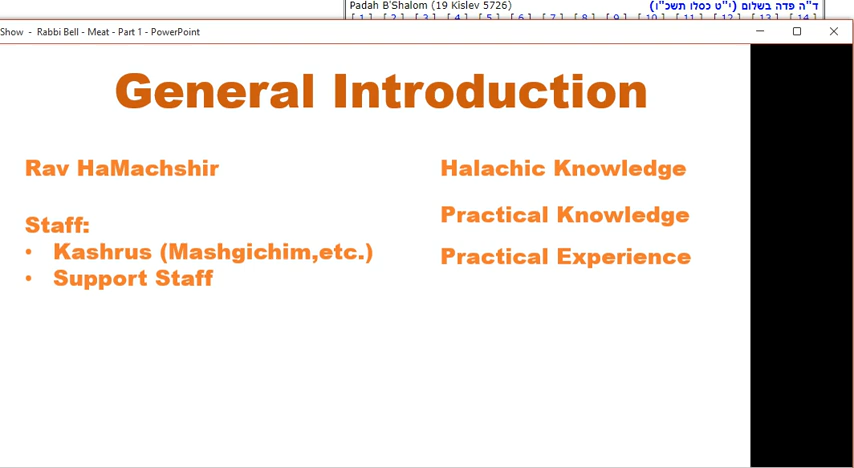 Padah B'Shalom (19 Kislev 5726)
ד"ה פדה בשלום (י"ט כסלו תשכ"ו)
[ 1 ] [ 2 ] [ 3 ] [ 4 ] [ 5 ] [ 6 ] [ 7 ] [ 8 ] [ 9 ] [ 10 ] [ 11 ] [ 12 ] [ 13 ] [ 14 ]
Show - Rabbi Bell - Meat - Part 1 - PowerPoint
General Introduction
Rav HaMachshir
Staff:
• Kashrus (Mashgichim,etc.)
• Support Staff
Halachic Knowledge
Practical Knowledge
Practical Experience